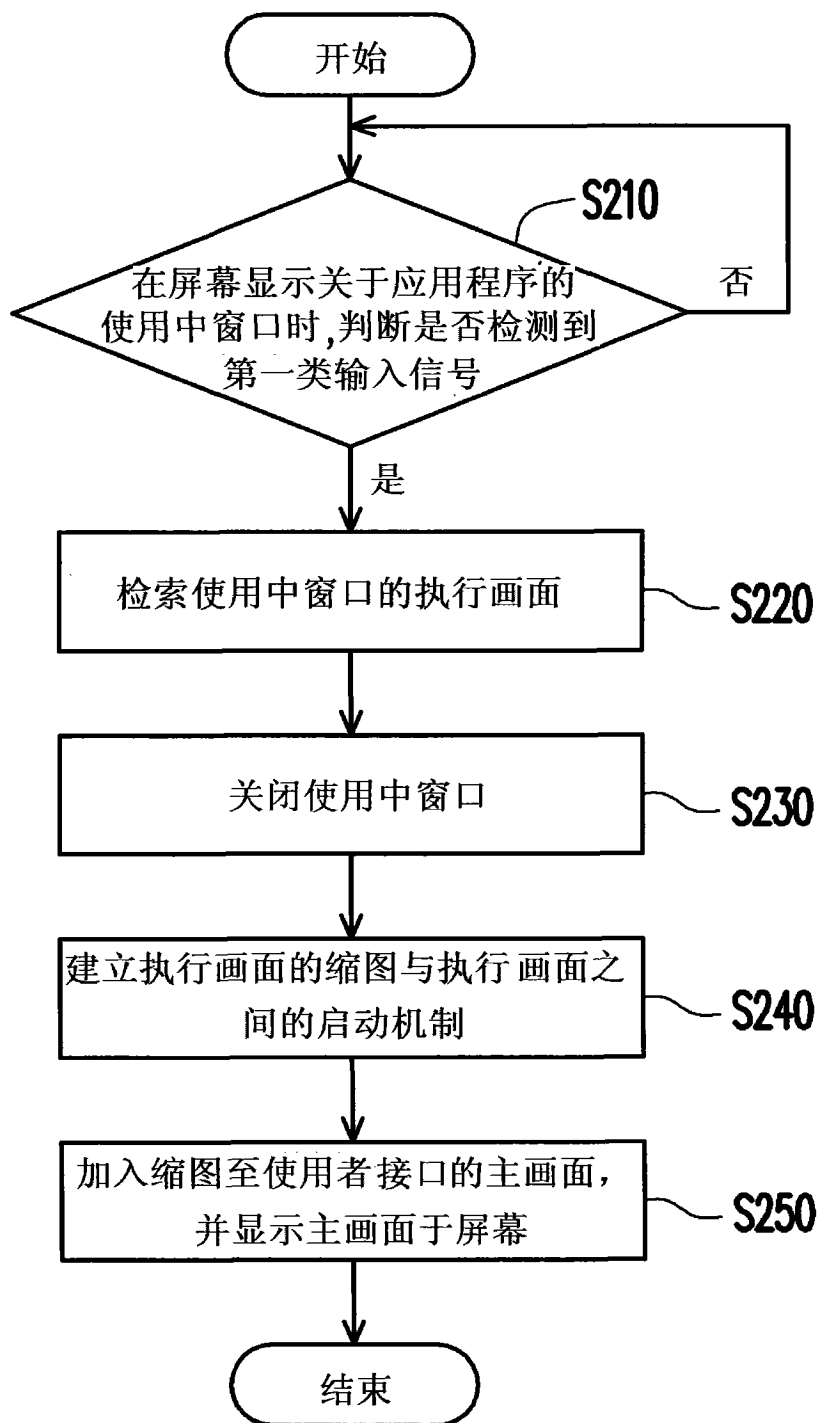 开始
S210
在屏幕显示关于应用程序的
使用中窗口时,判断是否检测到
第一类输入信号
否
是
检索使用中窗口的执行画面
S220
关闭使用中窗口
S230
建立执行画面的缩图与执行画面之
间的启动机制
S240
加入缩图至使用者接口的主画面,
并显示主画面于屏幕
S250
结束